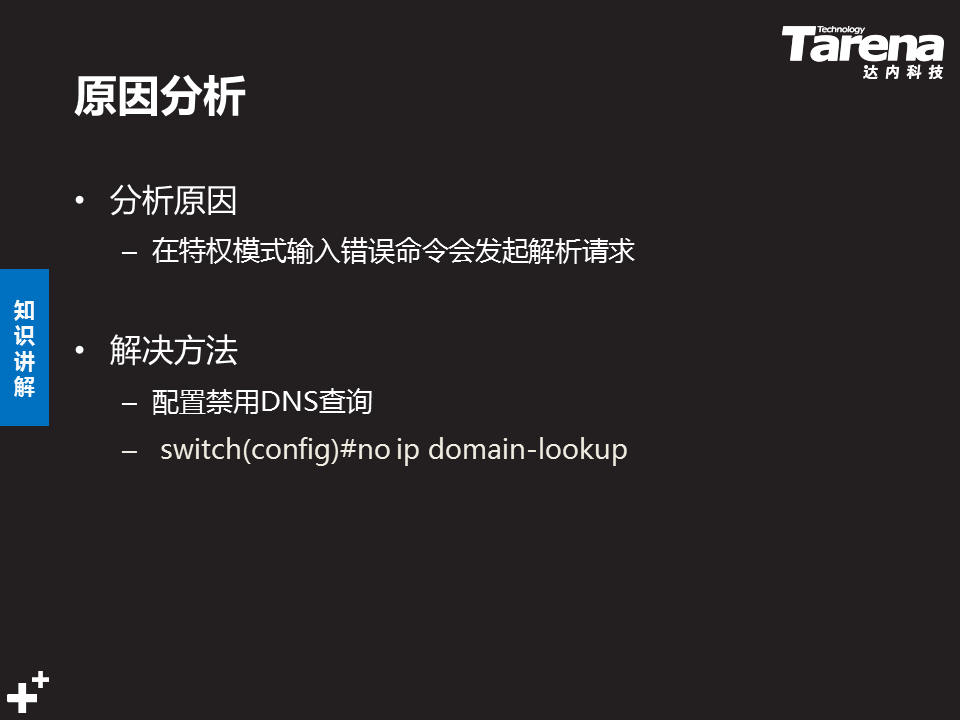 Technology
Tarena
达内科技
原因分析
• 分析原因
– 在特权模式输入错误命令会发起解析请求
知识讲解
• 解决方法
– 配置禁用DNS查询
– switch(config)#no ip domain-lookup